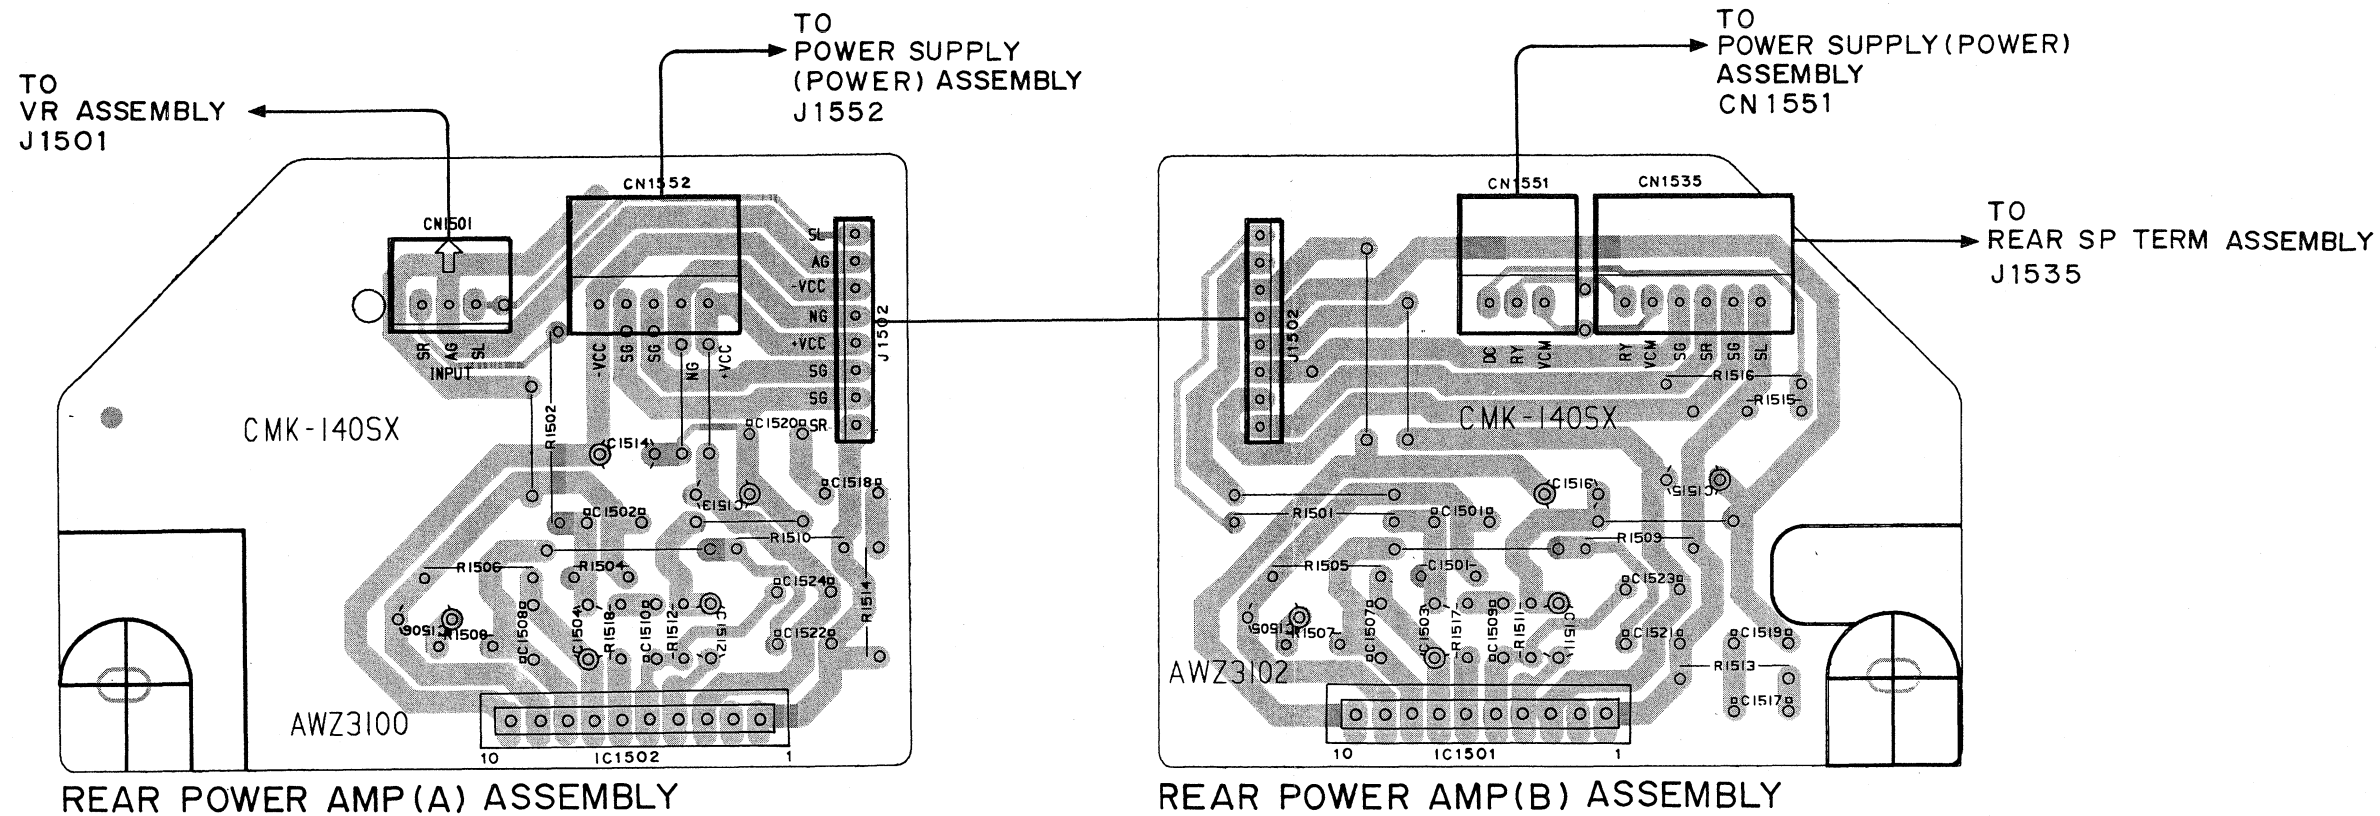 TO
VR ASSEMBLY
J1501
TO
POWER SUPPLY
(POWER) ASSEMBLY
J1552
CN1501
SR
AG
SL
INPUT
CN1552
-VCC
SG
SG
NG
+VCC
SL
AG
-VCC
NG
+VCC
SG
SG
SR
J1502
CMK-140SX
R1502
C1514
C1520
C1518
C1513
C1502
R1510
R1506
R1504
C1524
R1514
C1506
R1508
C1508
C1504
R1518
C1510
R1512
C1512
C1522
AWZ3100
10
IC1502
1
REAR POWER AMP(A) ASSEMBLY
TO
POWER SUPPLY(POWER)
ASSEMBLY
CN1551
TO
REAR SP TERM ASSEMBLY
J1535
CN1551
CN1535
J1502
DC
RY
VCM
RY
VCM
SG
SR
SG
SL
R1516
R1515
CMK-140SX
C1516
C1515
R1501
C1501
R1509
R1505
C1501
C1523
R1507
C1507
C1503
R1517
C1509
R1511
C1521
C1519
R1513
C1517
AWZ3102
10
IC1501
1
REAR POWER AMP(B) ASSEMBLY